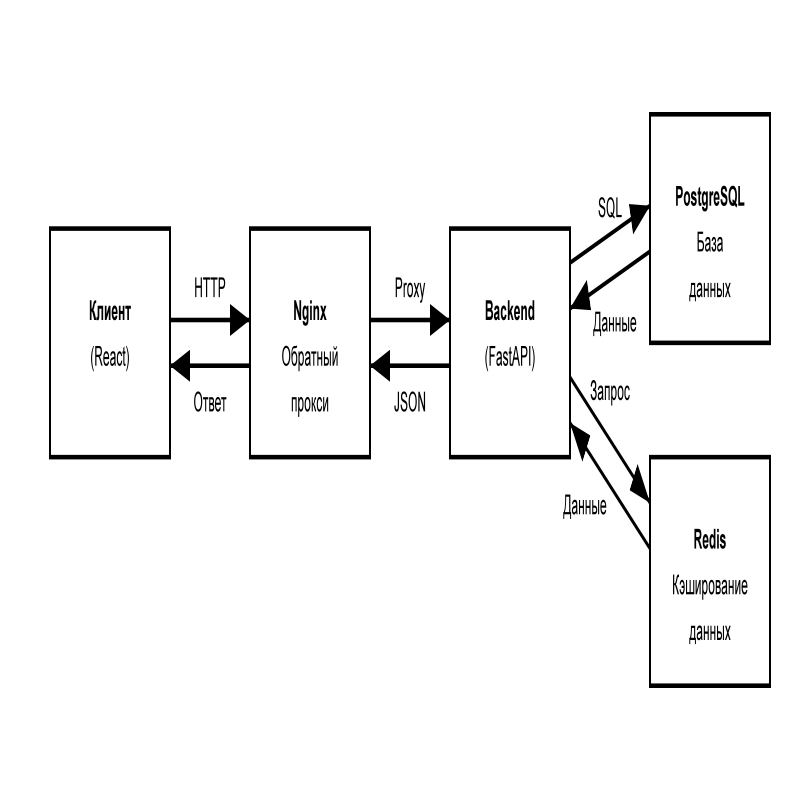 Клиент
(React)
HTTP
Ответ
Nginx
Обратный
прокси
Proxy
JSON
Backend
(FastAPI)
SQL
Данные
Запрос
Данные
PostgreSQL
База
данных
Redis
Кэширование
данных